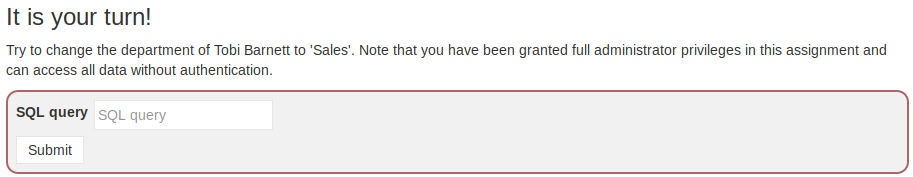 It is your turn!
Try to change the department of Tobi Barnett to 'Sales'. Note that you have been granted full administrator privileges in this assignment and
can access all data without authentication.
SQL query SQL query
Submit